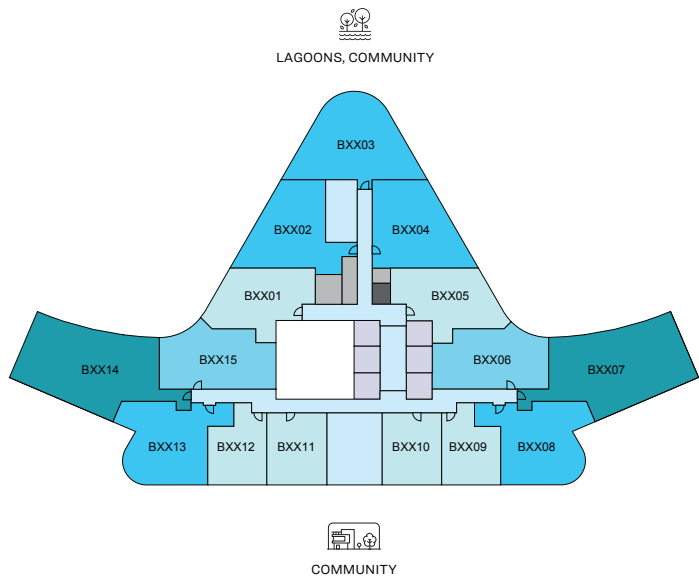 LAGOONS, COMMUNITY
BXX03
BXX02
BXX04
BXX01
BXX05
BXX15
BXX06
BXX14
BXX07
BXX13
BXX12
BXX11
BXX10
BXX09
BXX08
COMMUNITY